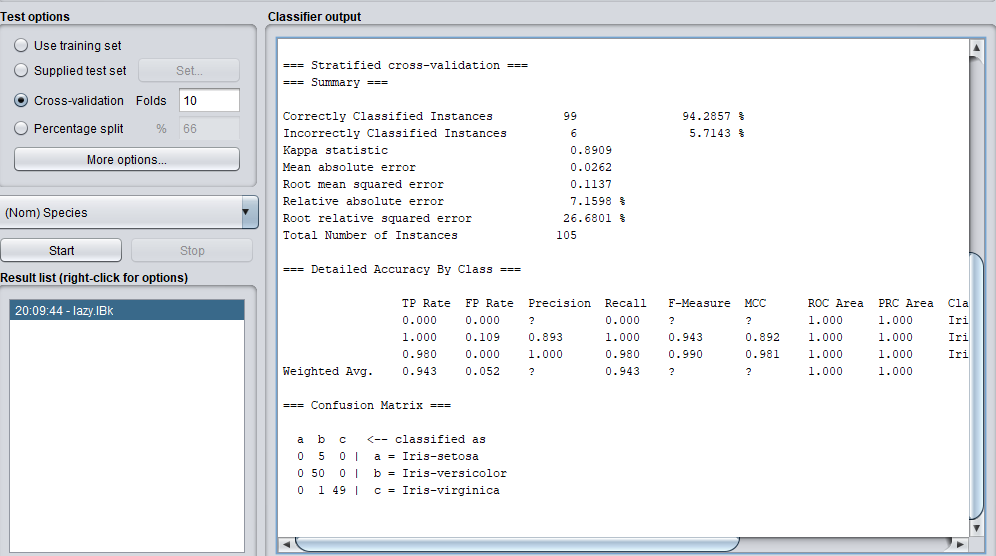 Test options
Use training set
Supplied test set Set...
Cross-validation Folds 10
Percentage split % 66
More options...
(Nom) Species
Start Stop
Result list (right-click for options)
20:09:44 - lazy.IBk
Classifier output
=== Stratified cross-validation ===
=== Summary ===
Correctly Classified Instances 99 94.2857 %
Incorrectly Classified Instances 6 5.7143 %
Kappa statistic 0.8909
Mean absolute error 0.0262
Root mean squared error 0.1137
Relative absolute error 7.1598 %
Root relative squared error 26.6801 %
Total Number of Instances 105
=== Detailed Accuracy By Class ===
TP Rate FP Rate Precision Recall F-Measure MCC ROC Area PRC Area Cla
0.000 0.000 ? 0.000 ? ? 1.000 1.000 Iri
1.000 0.109 0.893 1.000 0.943 0.892 1.000 1.000 Iri
0.980 0.000 1.000 0.980 0.990 0.981 1.000 1.000 Iri
Weighted Avg. 0.943 0.052 ? 0.943 ? ? 1.000 1.000
=== Confusion Matrix ===
a b c <-- classified as
0 5 0 | a = Iris-setosa
0 50 0 | b = Iris-versicolor
0 1 49 | c = Iris-virginica